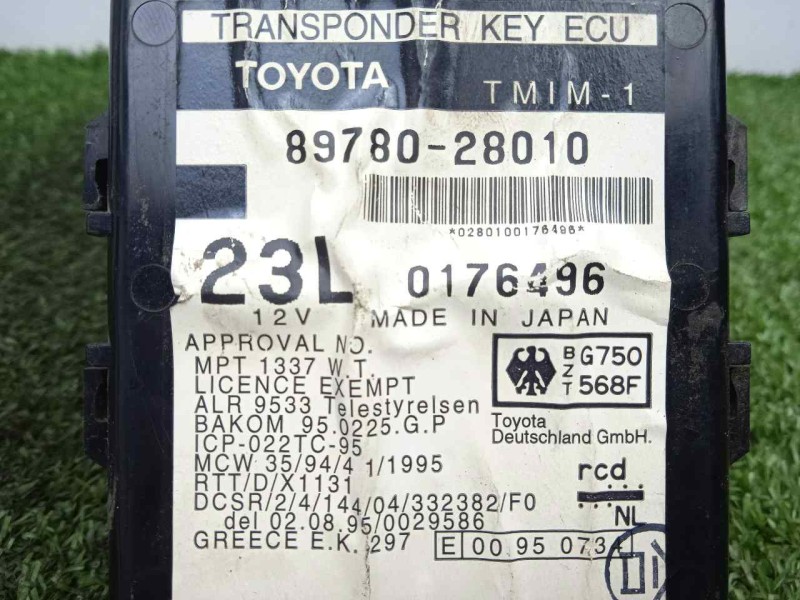 TRANSPONDER KEY ECU
TOYOTA TMIM-1
89780-28010
*0280100176496*
23L 0176496
12V MADE IN JAPAN
APPROVAL NO.
MPT 1337 W.T.
LICENCE EXEMPT
ALR 9533 Telestyrelsen
BAKOM 95.0225.G.P
ICP-022TC-95
MCW 35/94/4 1/1995
RTT/D/X1131
DCSR/2/4/144/04/332382/F0
del 02.08.95/0029586
GREECE E.K. 297
BZT G750
568F
Toyota
Deutschland GmbH.
rcd
NL
E 00 95 0734